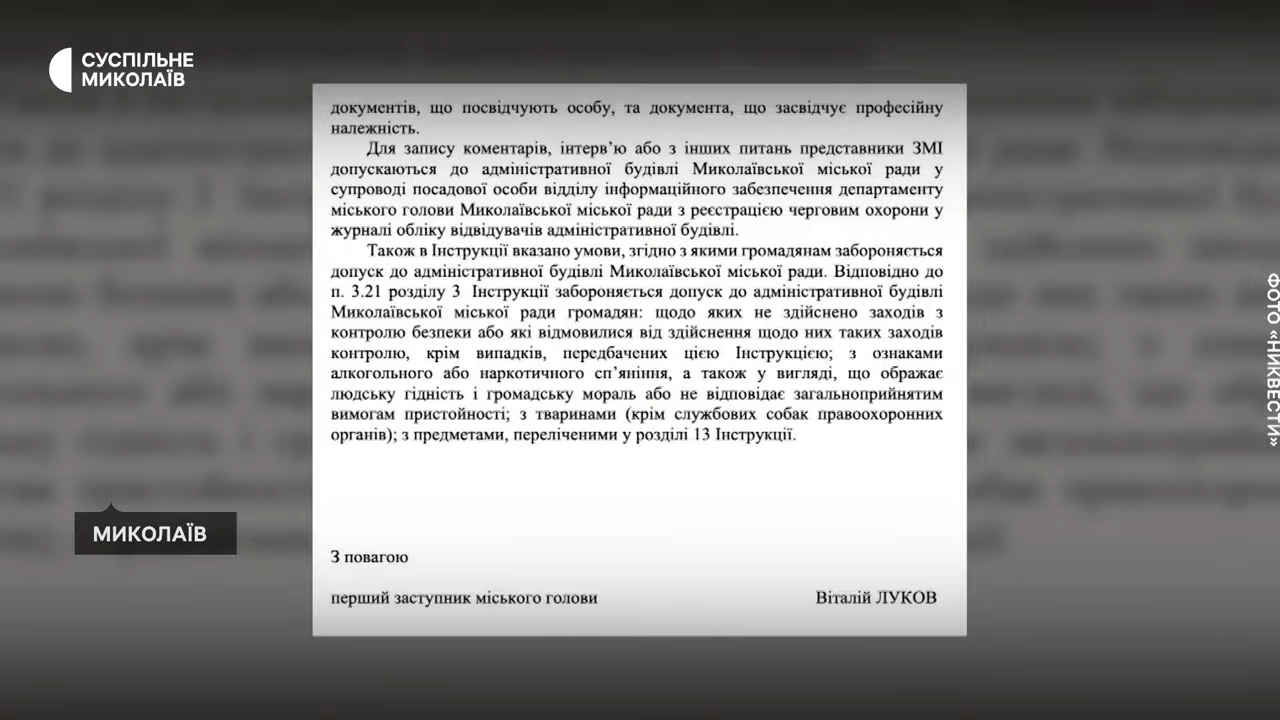 СУСПІЛЬНЕ
МИКОЛАЇВ
документів, що посвідчують особу, та документа, що засвідчує професійну
належність.
Для запису коментарів, інтерв’ю або з інших питань представники ЗМІ
допускаються до адміністративної будівлі Миколаївської міської ради у
супроводі посадової особи відділу інформаційного забезпечення департаменту
міського голови Миколаївської міської ради з реєстрацією черговим охорони у
журналі обліку відвідувачів адміністративної будівлі.
Також в Інструкції вказано умови, згідно з якими громадянам забороняється
допуск до адміністративної будівлі Миколаївської міської ради. Відповідно до
п. 3.21 розділу 3 Інструкції забороняється допуск до адміністративної будівлі
Миколаївської міської ради громадян: щодо яких не здійснено заходів з
контролю безпеки або які відмовилися від здійснення щодо них таких заходів
контролю, крім випадків, передбачених цією Інструкцією; з ознаками
алкогольного або наркотичного сп’яніння, а також у вигляді, що ображає
людську гідність і громадську мораль або не відповідає загальноприйнятим
вимогам пристойності; з тваринами (крім службових собак правоохоронних
органів); з предметами, переліченими у розділі 13 Інструкції.
З повагою
перший заступник міського голови Віталій ЛУКОВ
МИКОЛАЇВ
ФОТО «НИКВЕСТИ»